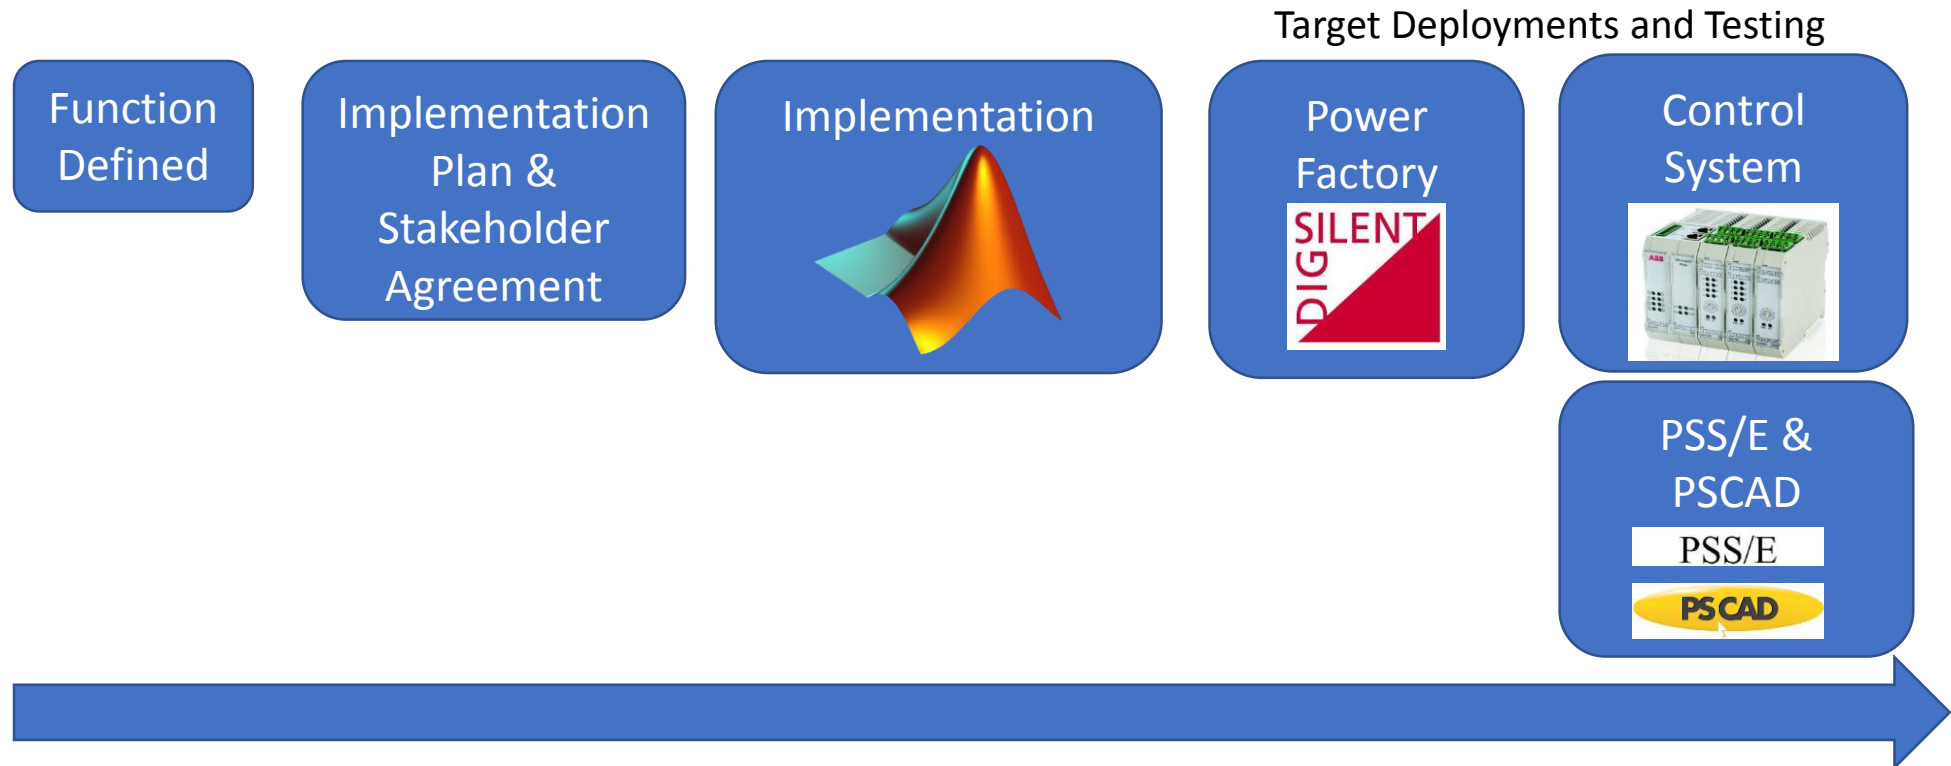 Target Deployments and Testing
Function
Defined
Implementation
Plan &
Stakeholder
Agreement
Implementation
Power
Factory
SILENT
DIG
Control
System
ABB
PSS/E &
PSCAD
PSS/E
PSCAD